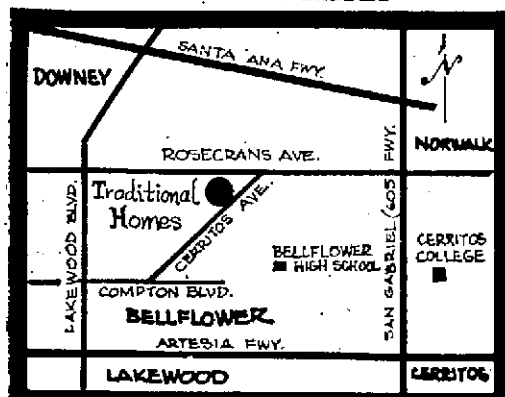 SANTA ANA FWY.
DOWNEY
N
NORWALK
ROSECRANS AVE.
SAN GABRIEL (605) FWY.
LAKEWOOD BLVD.
Traditional
Homes
CERRITOS AVE.
BELLFLOWER
HIGH SCHOOL
CERRITOS
COLLEGE
COMPTON BLVD.
BELLFLOWER
ARTESIA FWY.
LAKEWOOD
CERRITOS